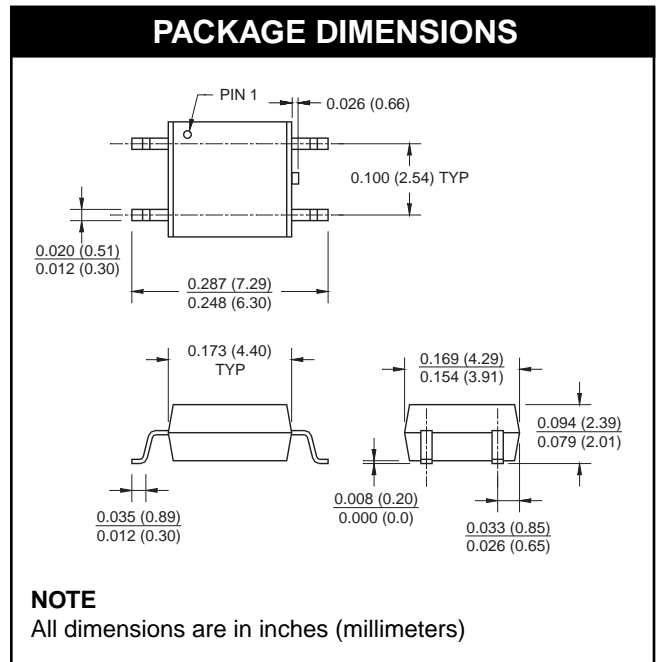 PACKAGE DIMENSIONS
PIN 1
0.026 (0.66)
0.100 (2.54) TYP
0.020 (0.51)
0.012 (0.30)
0.287 (7.29)
0.248 (6.30)
0.173 (4.40)
TYP
0.169 (4.29)
0.154 (3.91)
0.094 (2.39)
0.079 (2.01)
0.035 (0.89)
0.012 (0.30)
0.008 (0.20)
0.000 (0.0)
0.033 (0.85)
0.026 (0.65)
NOTE
All dimensions are in inches (millimeters)